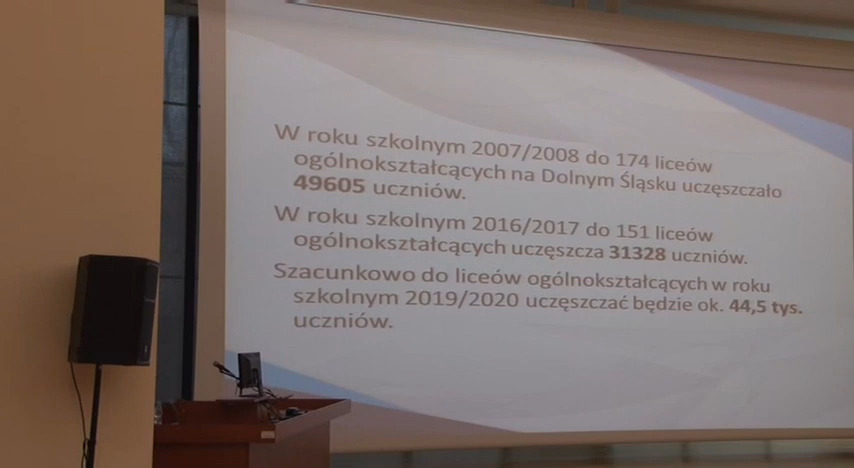 W roku szkolnym 2007/2008 do 174 liceów
ogólnokształcących na Dolnym Śląsku uczęszczało
49605 uczniów.
W roku szkolnym 2016/2017 do 151 liceów
ogólnokształcących uczęszcza 31328 uczniów.
Szacunkowo do liceów ogólnokształcących w roku
szkolnym 2019/2020 uczęszczać będzie ok. 44,5 tys.
uczniów.